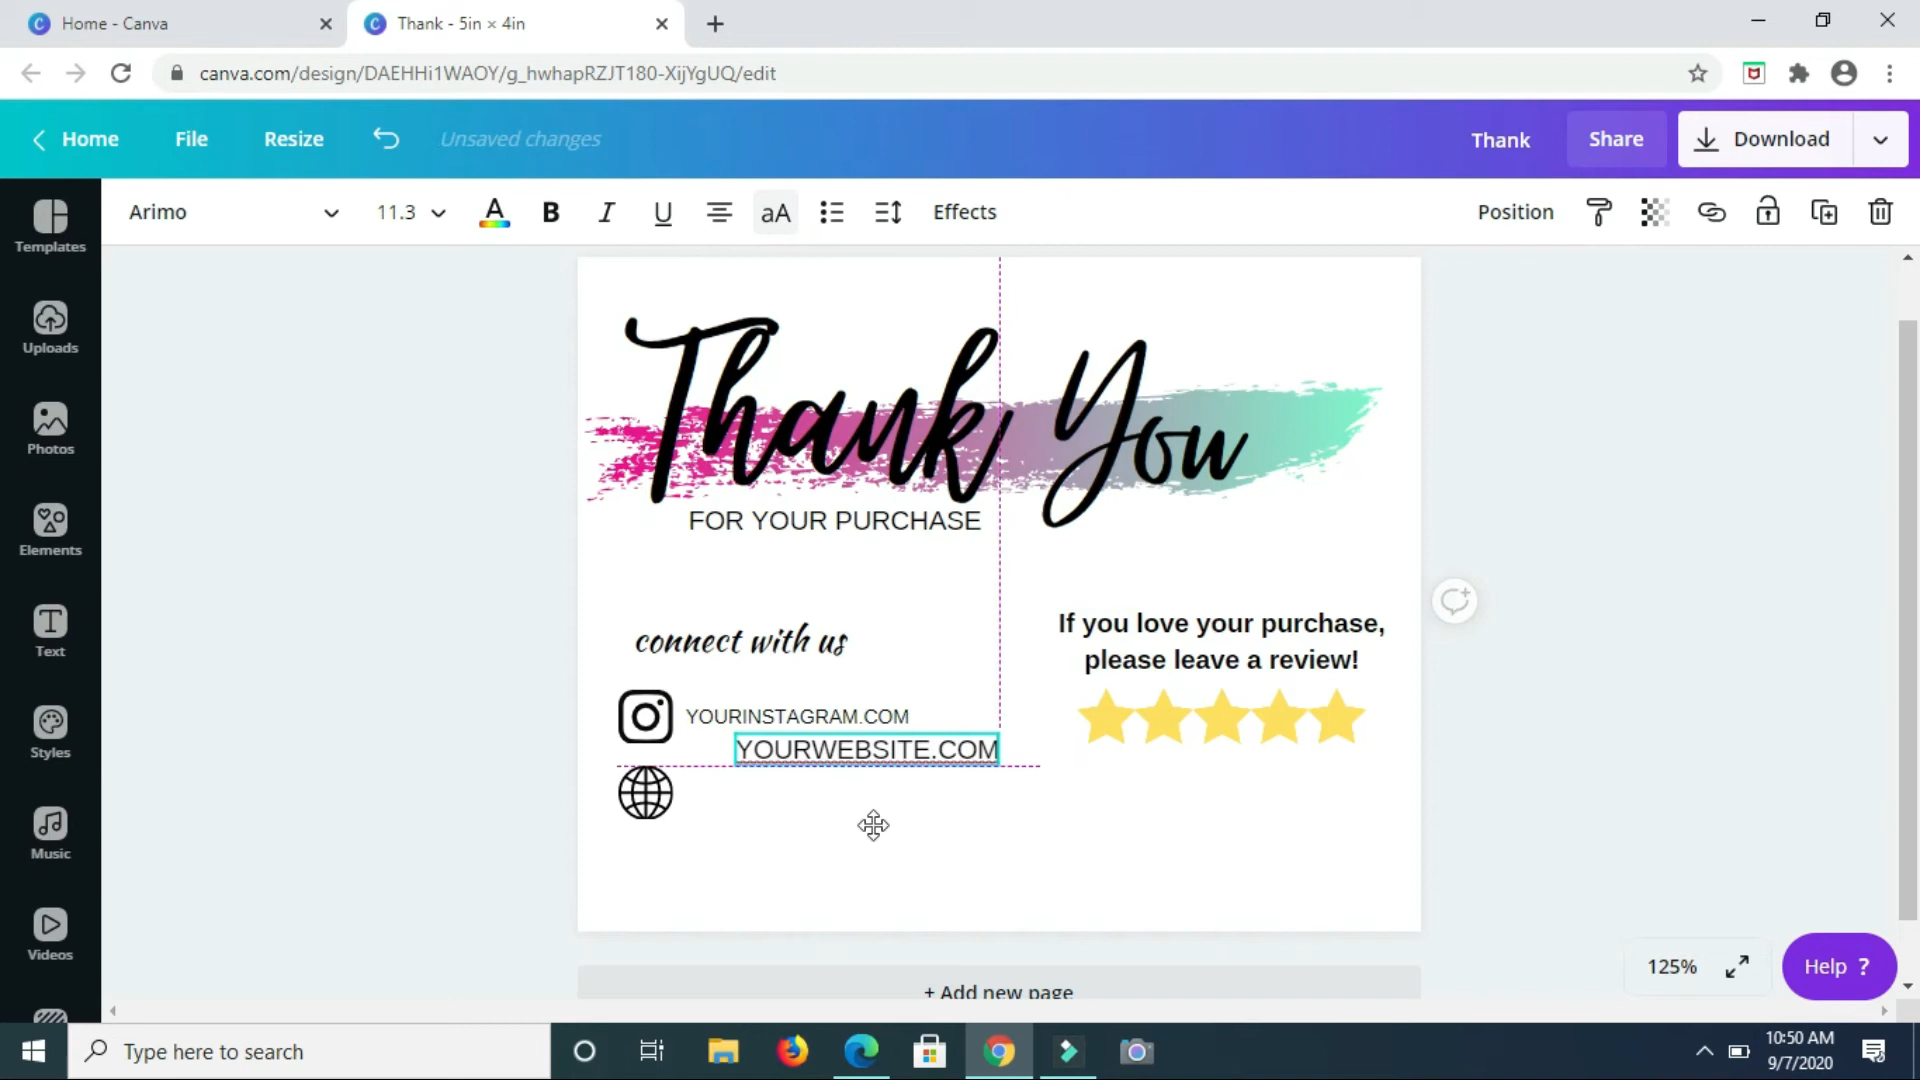 Home - Canva
Thank - 5in × 4in
canva.com/design/DAEHHi1WAOY/g_hwhapRZJT180-XijYgUQ/edit
Home File Resize Unsaved changes Thank Share Download
Arimo 11.3 A B I U aA Effects Position
Templates
Uploads
Photos
Elements
Text
Styles
Music
Videos
Thank You
FOR YOUR PURCHASE
connect with us
YOURINSTAGRAM.COM
YOURWEBSITE.COM
If you love your purchase,
please leave a review!
+ Add new page
125%
Help ?
Type here to search
10:50 AM
9/7/2020